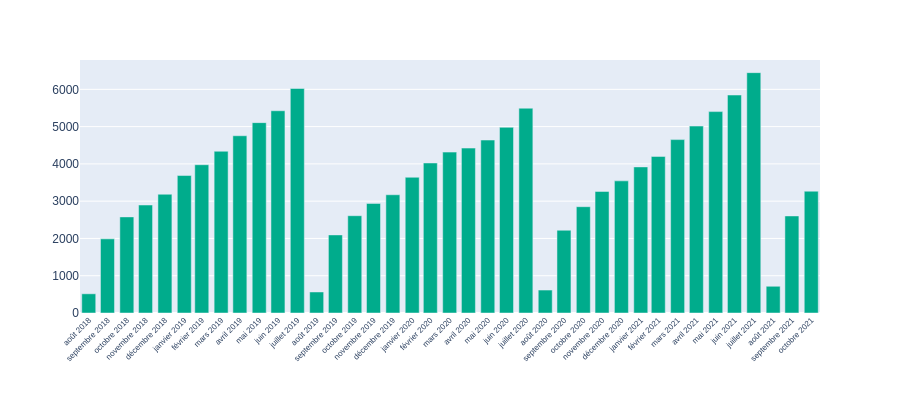 6000
5000
4000
3000
2000
1000
0
août 2018
septembre 2018
octobre 2018
novembre 2018
décembre 2018
janvier 2019
février 2019
mars 2019
avril 2019
mai 2019
juin 2019
juillet 2019
août 2019
septembre 2019
octobre 2019
novembre 2019
décembre 2019
janvier 2020
février 2020
mars 2020
avril 2020
mai 2020
juin 2020
juillet 2020
août 2020
septembre 2020
octobre 2020
novembre 2020
décembre 2020
janvier 2021
février 2021
mars 2021
avril 2021
mai 2021
juin 2021
juillet 2021
août 2021
septembre 2021
octobre 2021